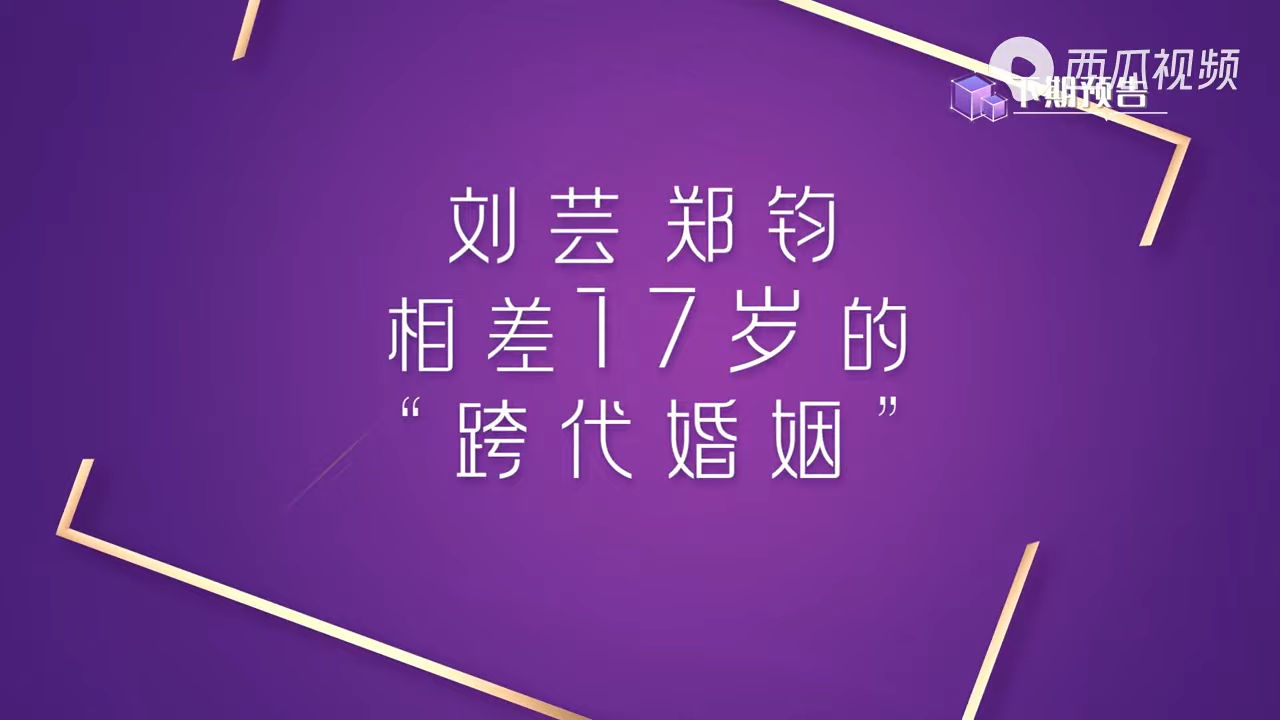 西瓜视频
下期预告
刘芸 郑钧
相差17岁的
“跨代婚姻”